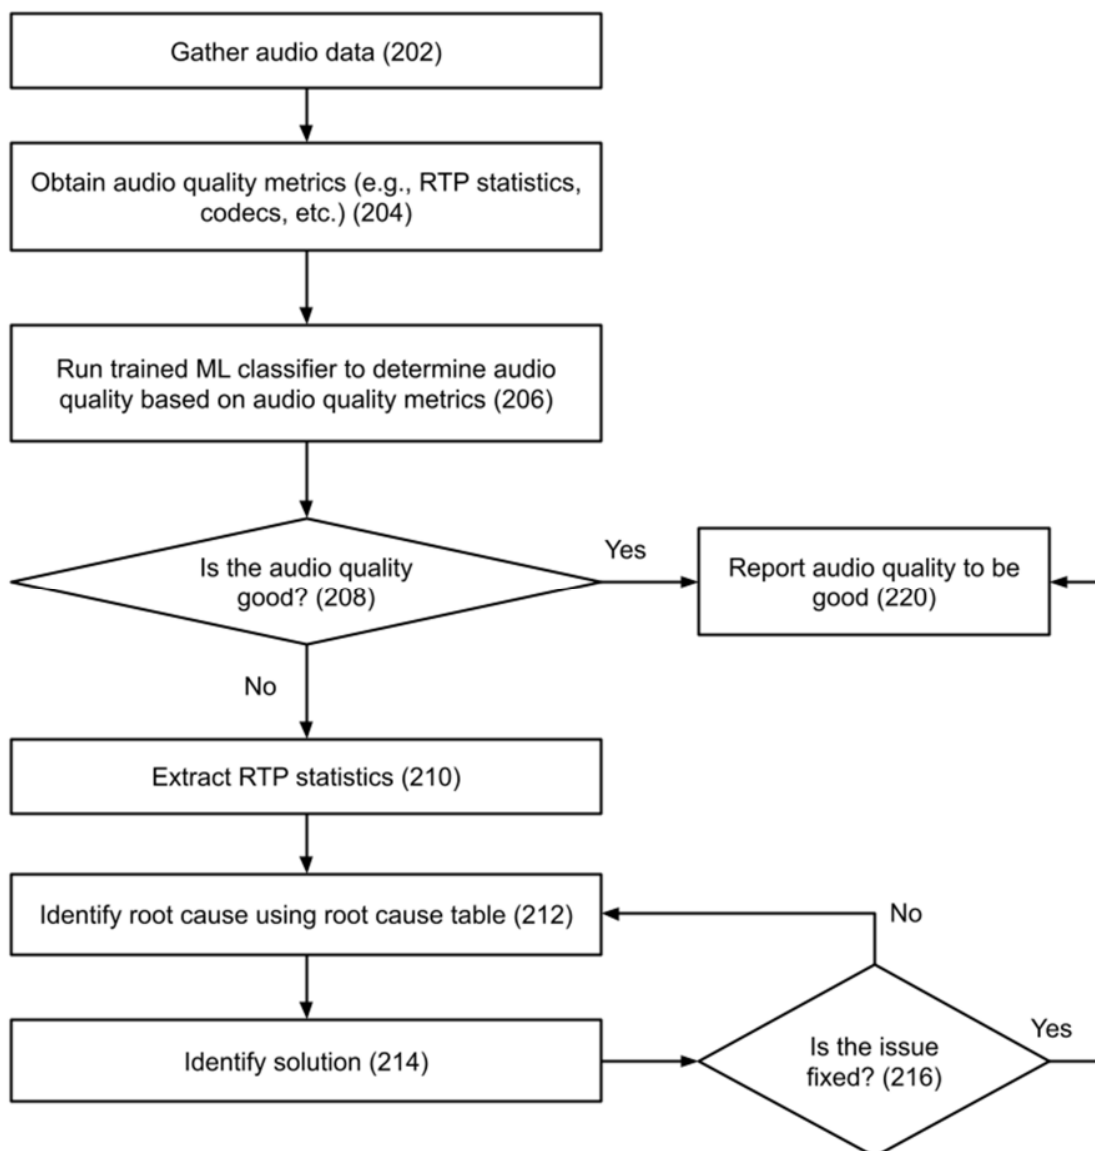 Gather audio data (202)
Obtain audio quality metrics (e.g., RTP statistics,
codecs, etc.) (204)
Run trained ML classifier to determine audio
quality based on audio quality metrics (206)
Is the audio quality
good? (208)
Yes
Report audio quality to be
good (220)
No
Extract RTP statistics (210)
Identify root cause using root cause table (212)
No
Identify solution (214)
Is the issue
fixed? (216)
Yes